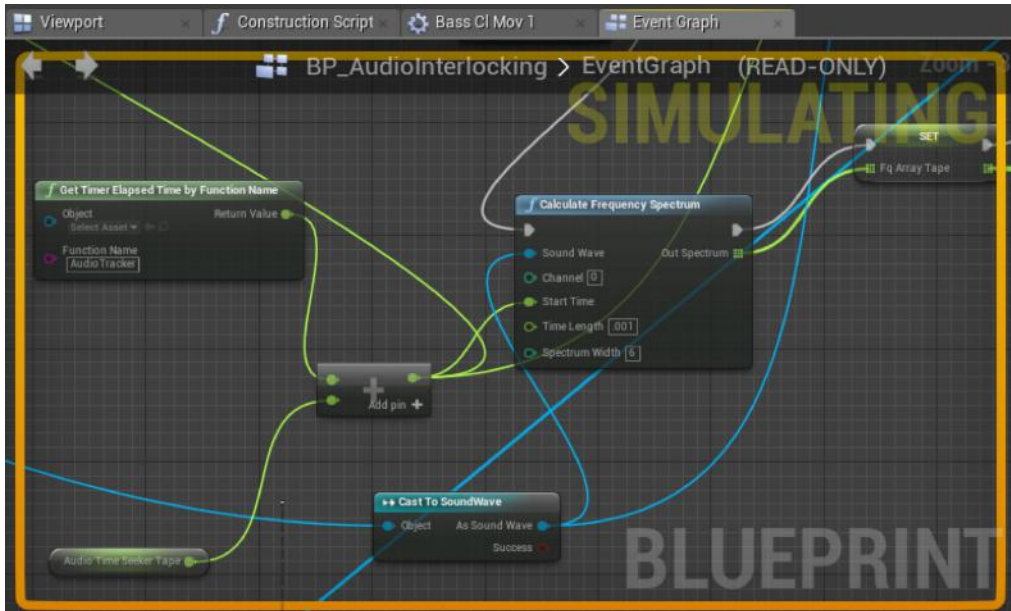 Viewport
Construction Script
Bass Cl Mov 1
Event Graph
BP_AudioInterlocking > EventGraph (READ-ONLY)
Zoom -3
SIMULATING
SET
Fq Array Tape
Get Timer Elapsed Time by Function Name
Object
Return Value
Select Asset
Function Name
AudioTracker
Calculate Frequency Spectrum
Sound Wave
Out Spectrum
Channel 0
Start Time
Time Length .001
Spectrum Width 6
Add pin +
Cast To SoundWave
Object
As Sound Wave
Success
Audio Time Seeker Tape
BLUEPRINT